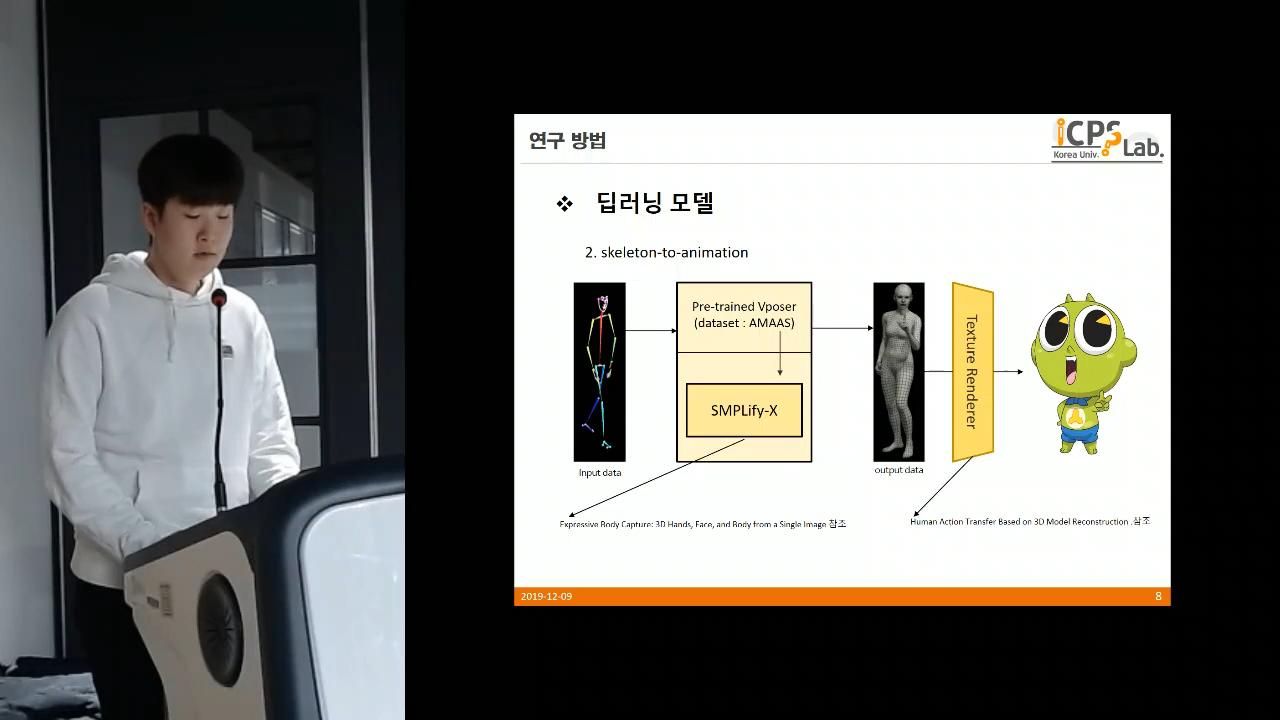 연구 방법
iCPS Lab.
Korea Univ.
❖ 딥러닝 모델
2. skeleton-to-animation
Pre-trained Vposer
(dataset : AMAAS)
SMPLify-X
Texture Renderer
Input data
output data
Expressive Body Capture: 3D Hands, Face, and Body from a Single Image 참조
Human Action Transfer Based on 3D Model Reconstruction .참조
2019-12-09
8